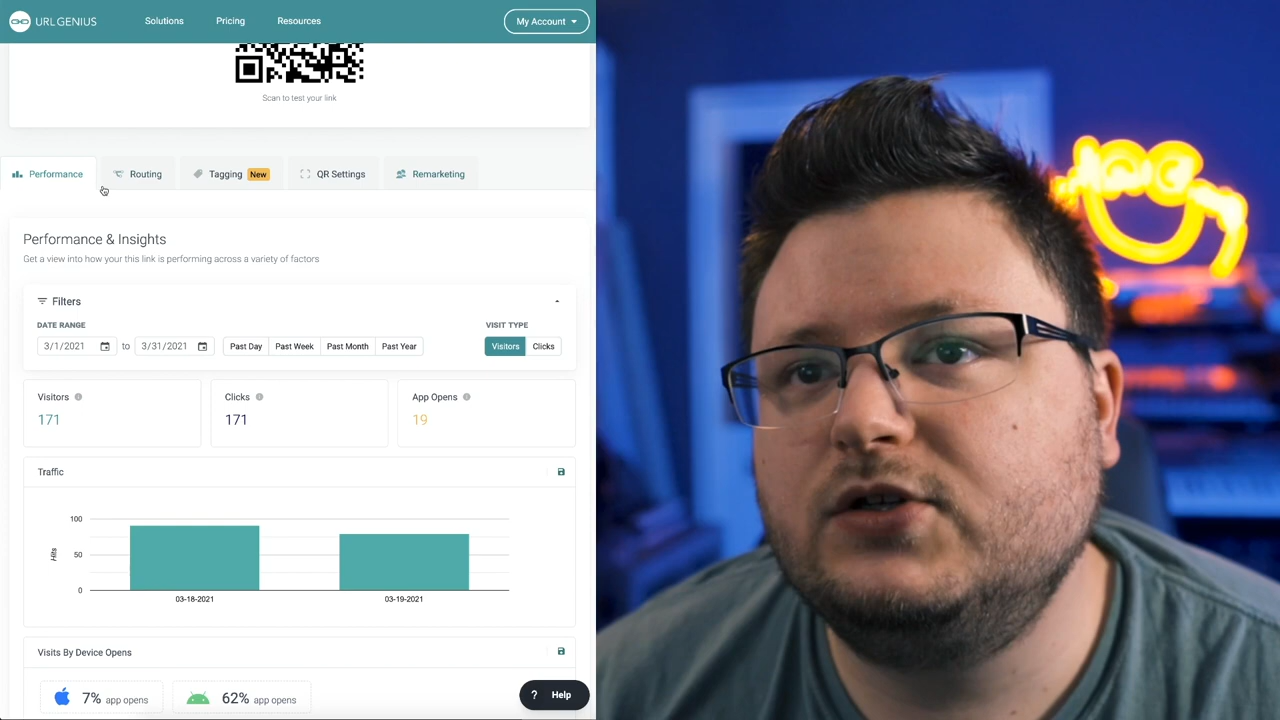 URLGENIUS
Solutions
Pricing
Resources
My Account
Scan to test your link
Performance
Routing
Tagging New
QR Settings
Remarketing
Performance & Insights
Get a view into how your this link is performing across a variety of factors
Filters
DATE RANGE
VISIT TYPE
3/1/2021 to 3/31/2021
Past Day
Past Week
Past Month
Past Year
Visitors
Clicks
Visitors
171
Clicks
171
App Opens
19
Traffic
100
50
0
Hits
03-18-2021
03-19-2021
Visits By Device Opens
7% app opens
62% app opens
? Help